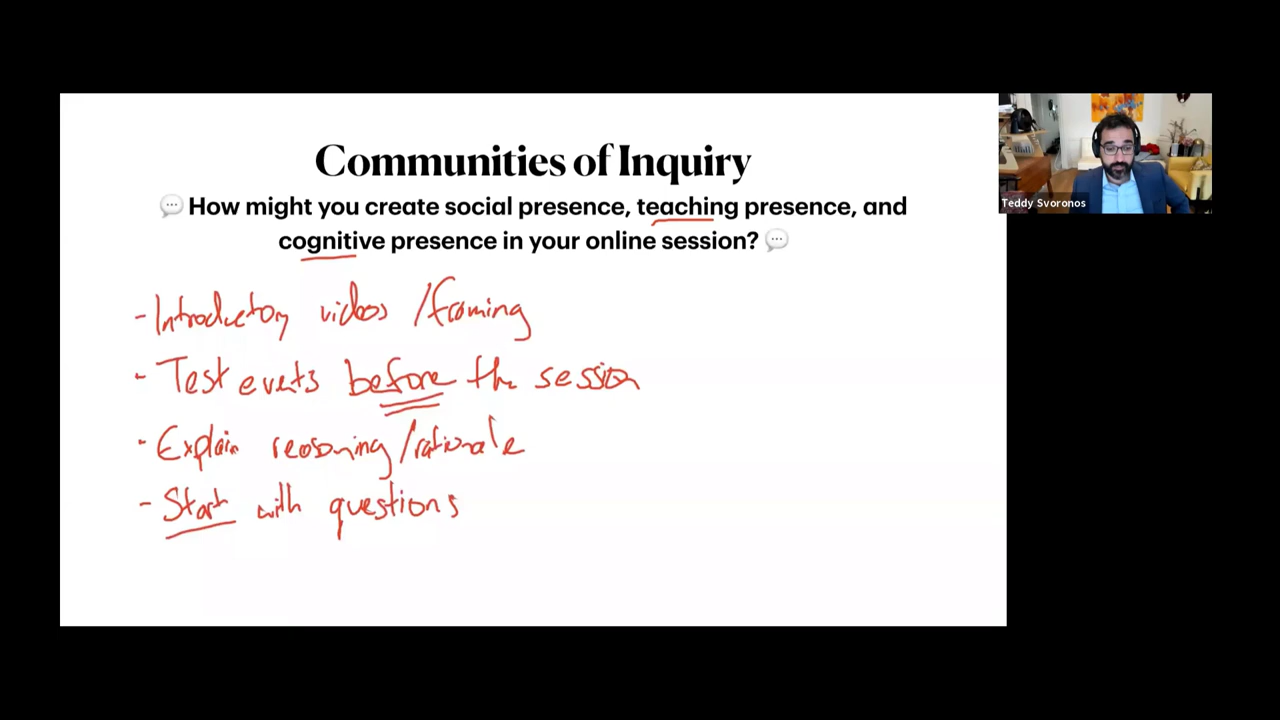 Communities of Inquiry
💬 How might you create social presence, teaching presence, and
cognitive presence in your online session? 💬
- Introductory videos / framing
- Test events before the session
- Explain reasoning / rationale
- Start with questions
Teddy Svoronos